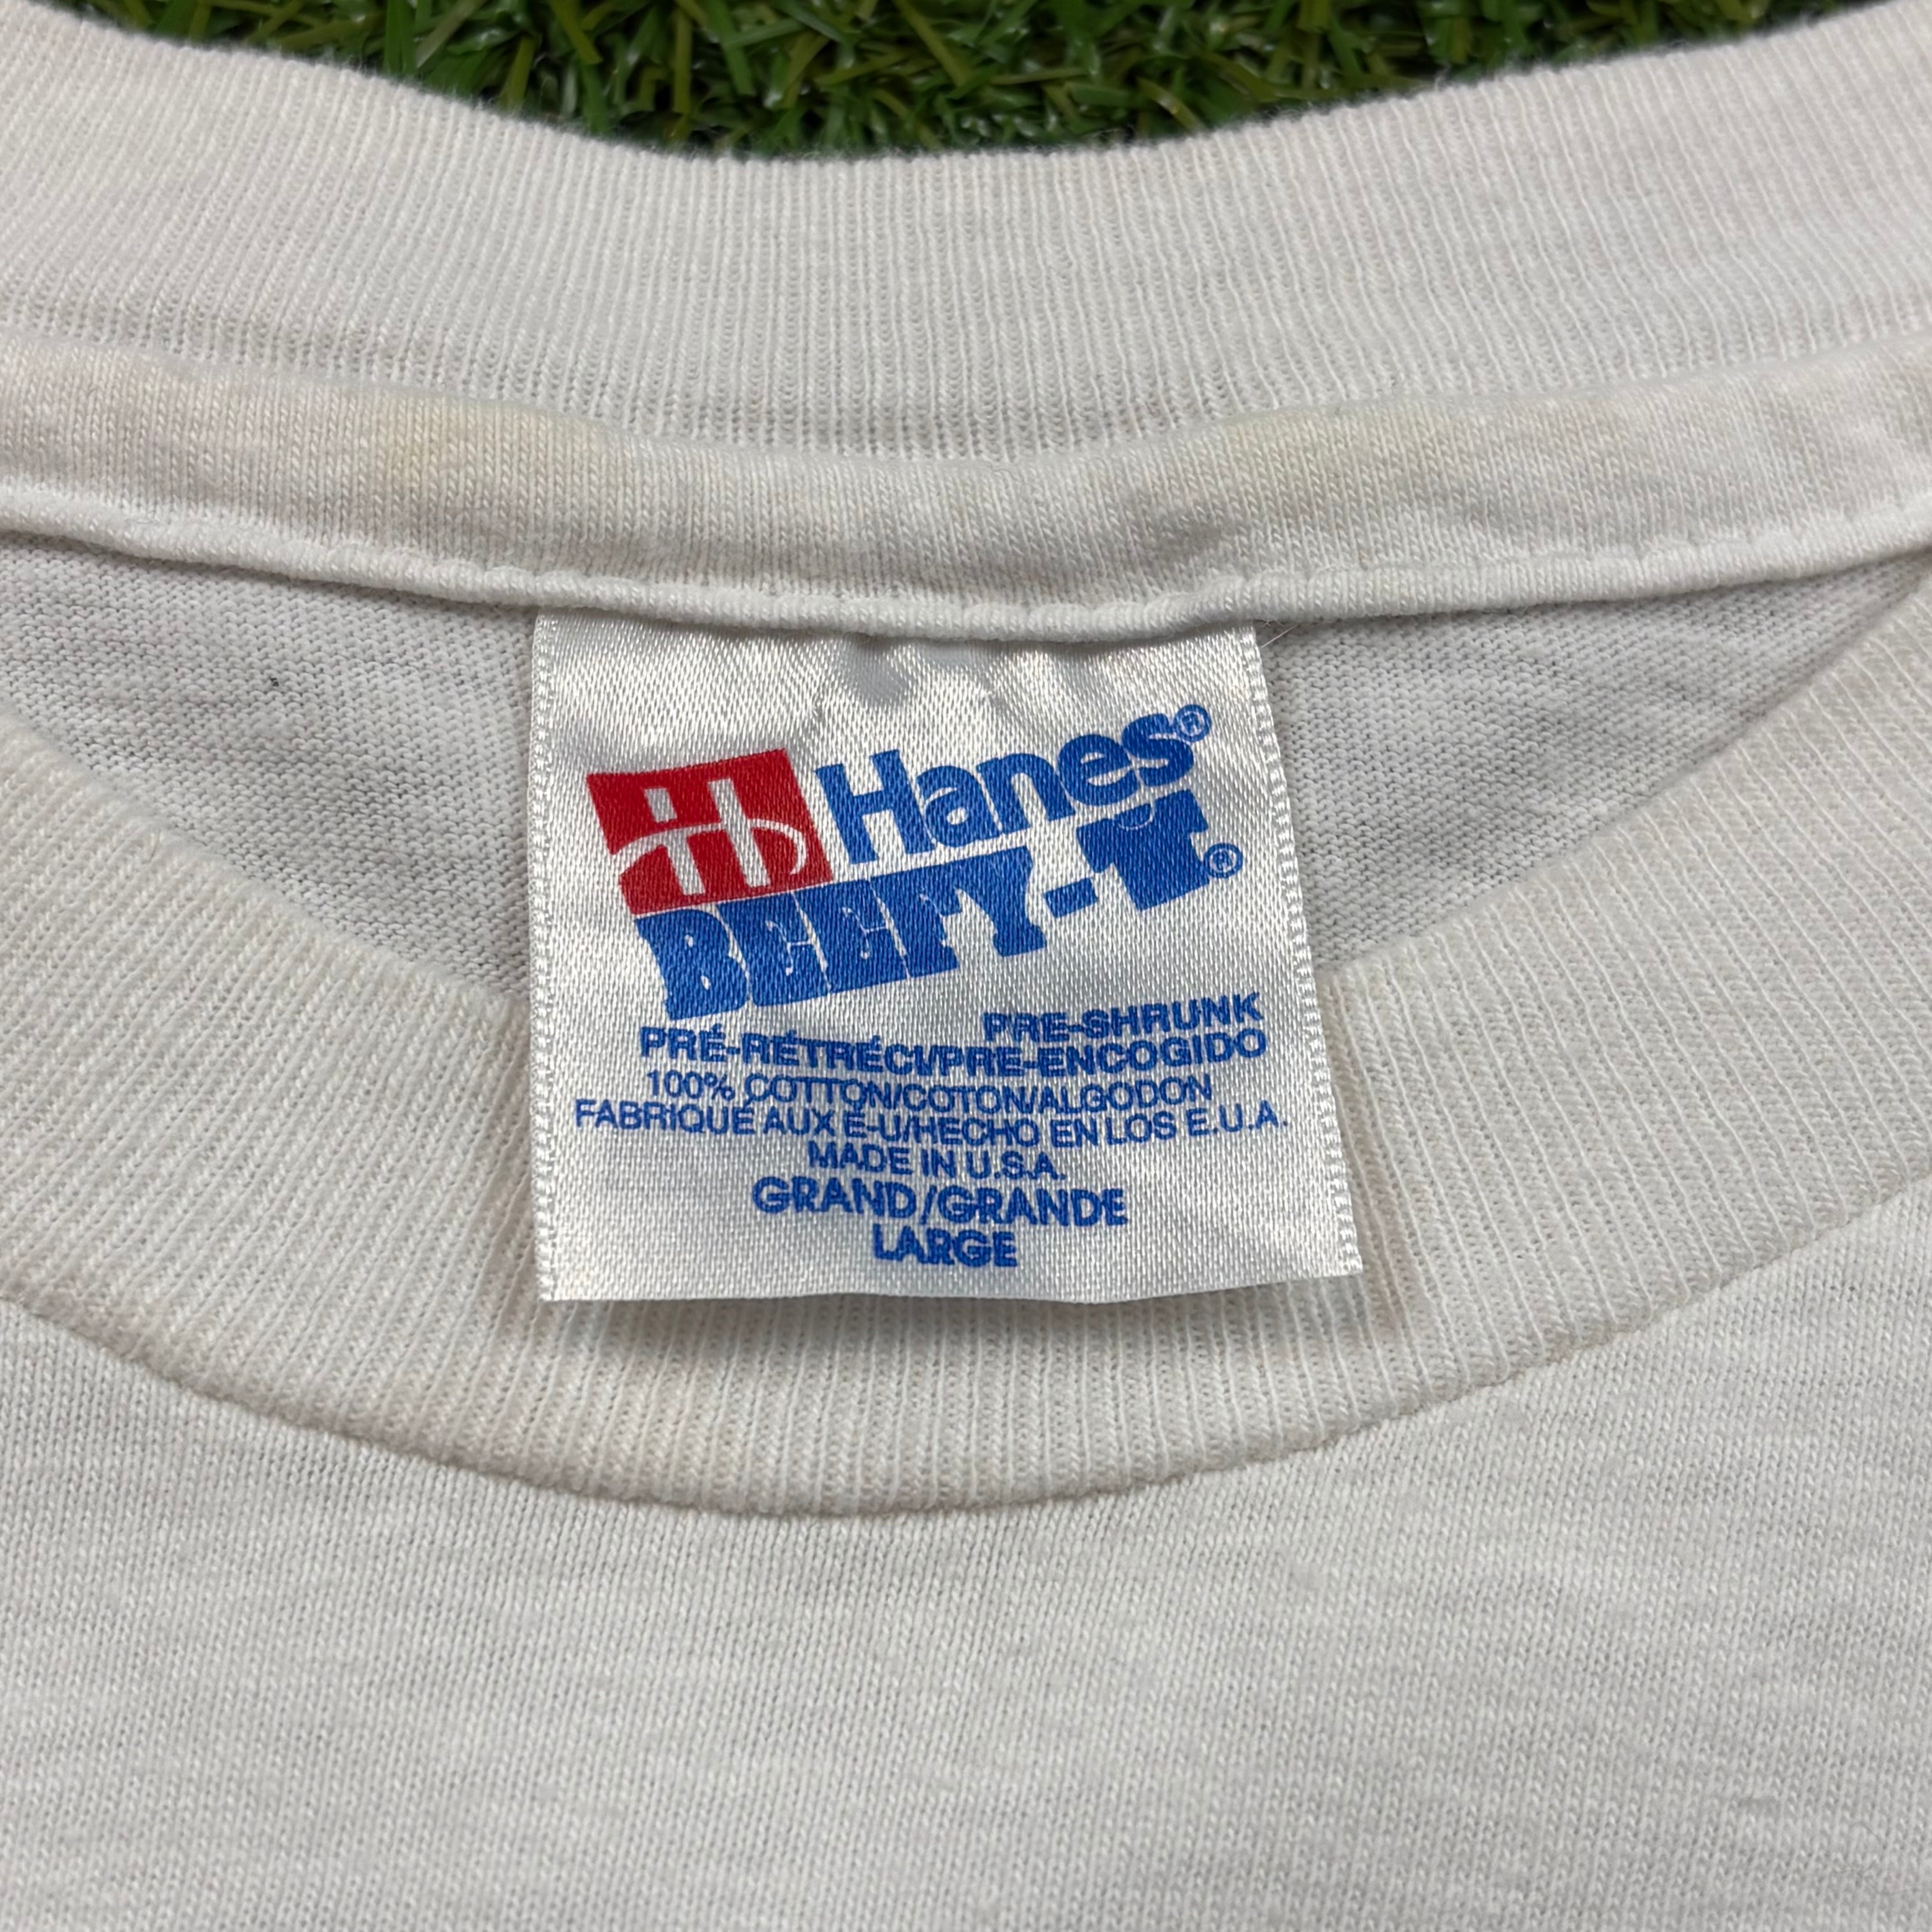 Hanes®
BEEFY-T®
PRE-SHRUNK
PRÉ-RÉTRÉCI/PRE-ENCOGIDO
100% COTTON/COTON/ALGODON
FABRIQUÉ AUX É-U/HECHO EN LOS E.U.A.
MADE IN U.S.A.
GRAND/GRANDE
LARGE